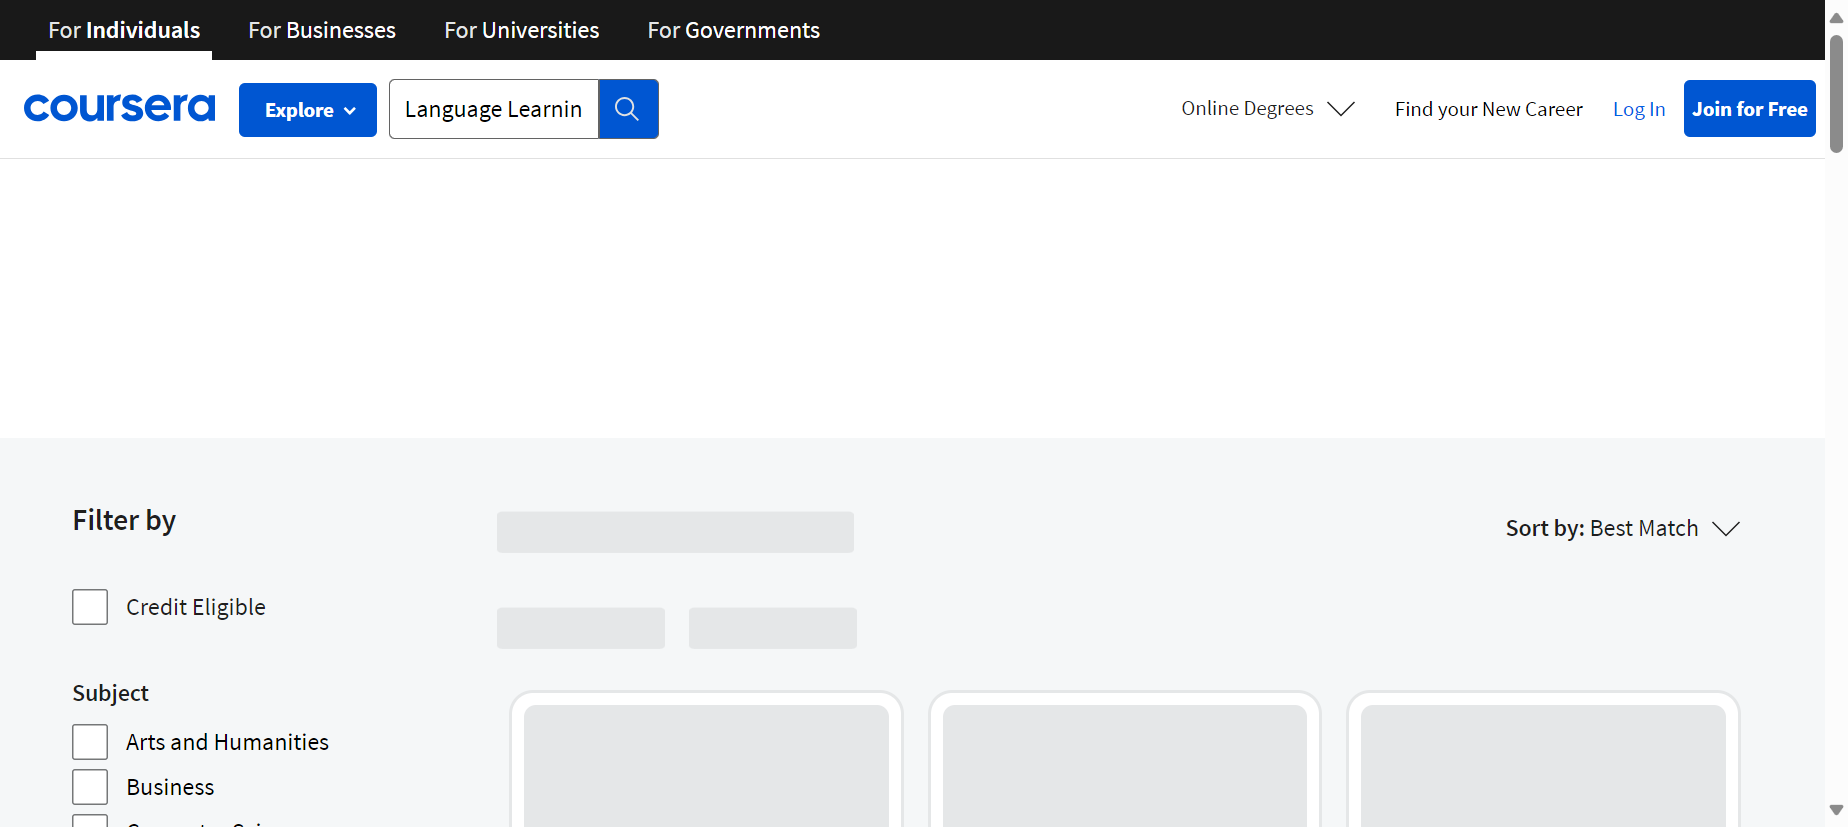 For Individuals For Businesses For Universities For Governments
coursera Explore Language Learnin Online Degrees Find your New Career Log In Join for Free
Filter by
Sort by: Best Match
Credit Eligible
Subject
Arts and Humanities
Business